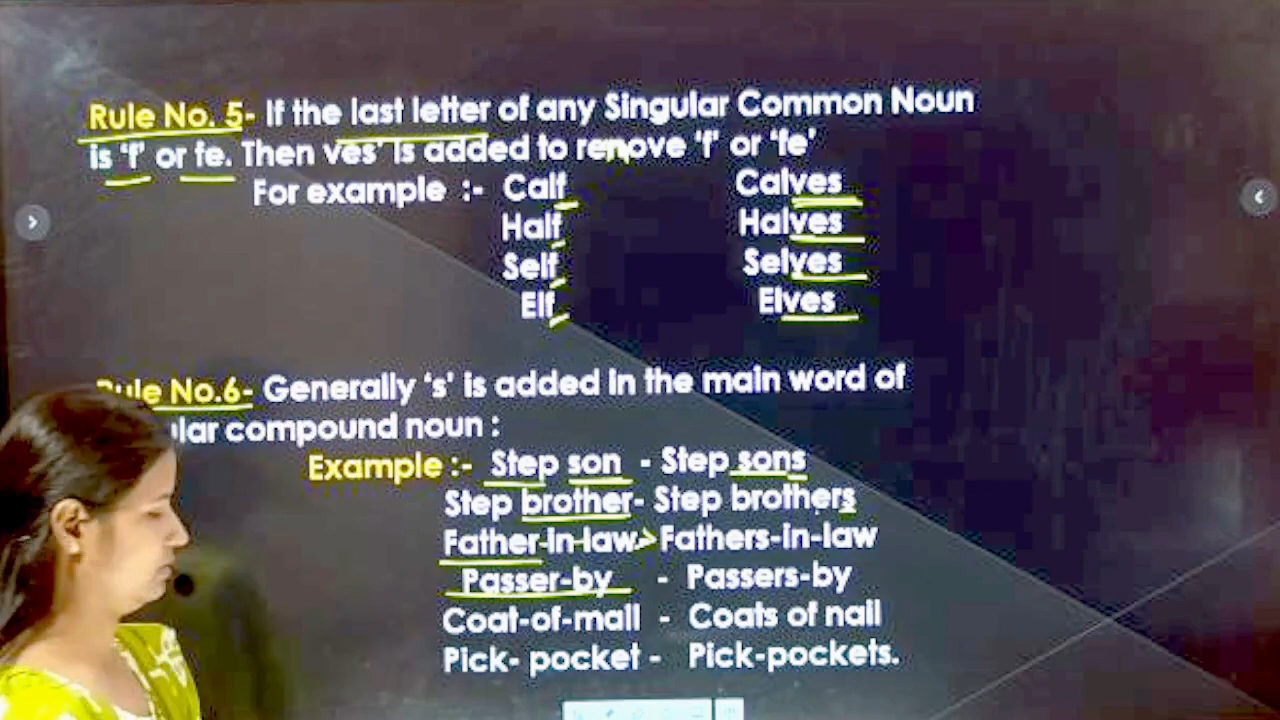 Rule No. 5- If the last letter of any Singular Common Noun
is 'f' or fe. Then ves' is added to remove 'f' or 'fe'
For example :- Calf Calves
Half Halves
Self Selves
Elf Elves
Rule No.6- Generally 's' is added in the main word of
compound noun :
Example :- Step son - Step sons
Step brother- Step brothers
Father-in-law> Fathers-in-law
Passer-by - Passers-by
Coat-of-mall - Coats of nail
Pick- pocket - Pick-pockets.